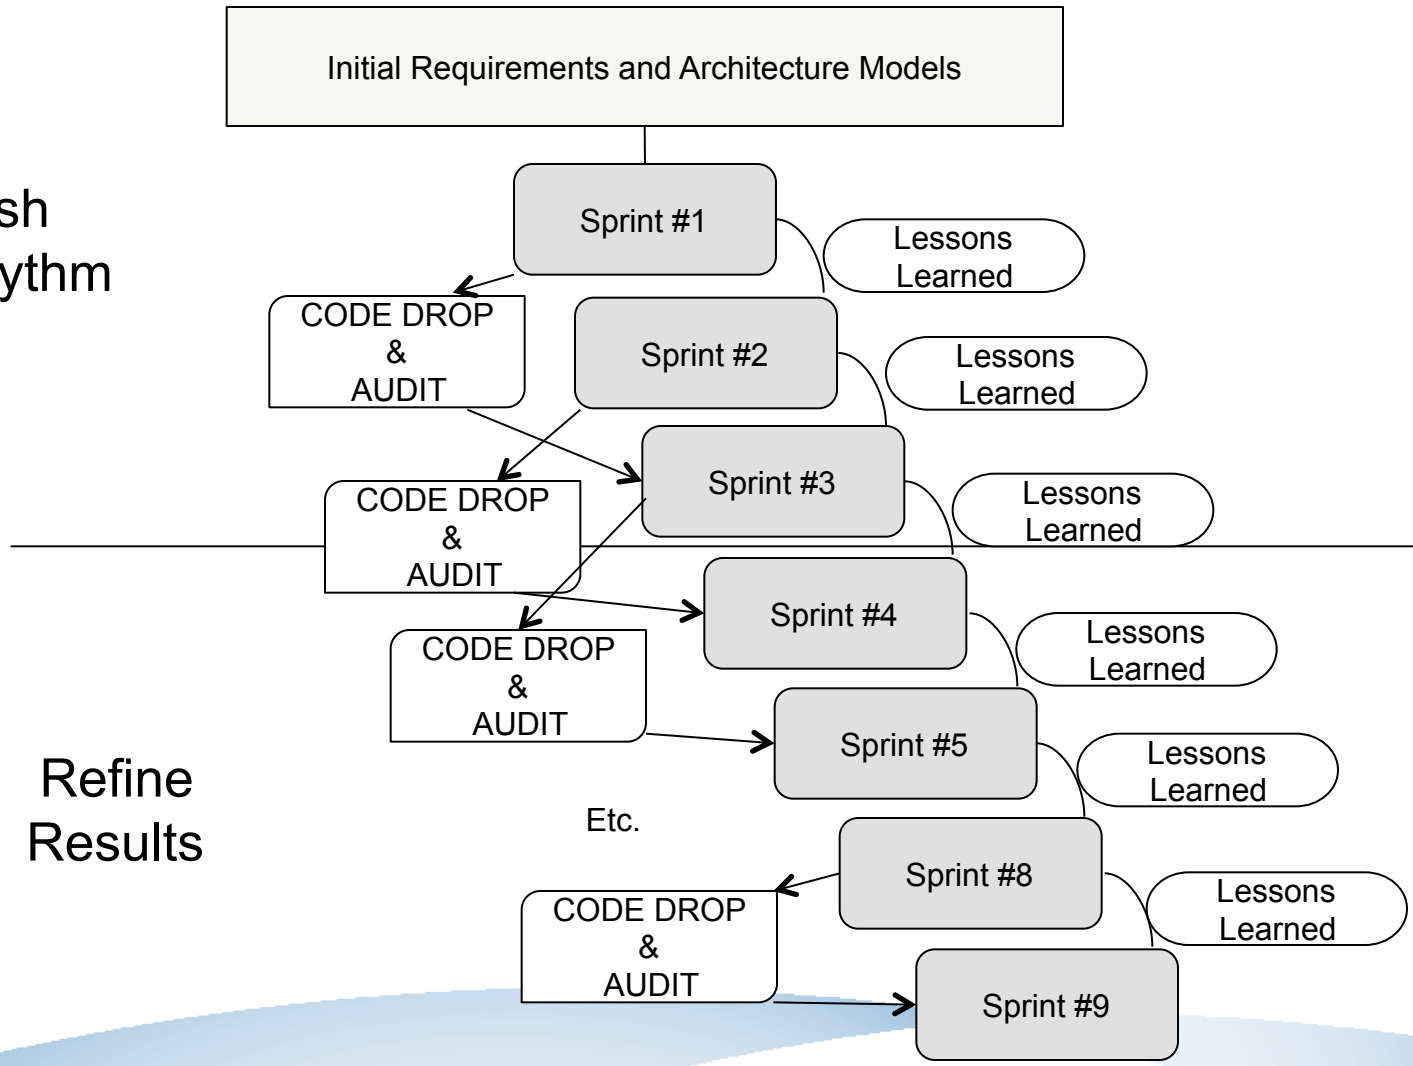 Initial Requirements and Architecture Models
Sprint #1
Lessons
Learned
sh
ythm
CODE DROP
&
AUDIT
Sprint #2
Lessons
Learned
Sprint #3
Lessons
Learned
CODE DROP
&
AUDIT
Sprint #4
Lessons
Learned
CODE DROP
&
AUDIT
Sprint #5
Lessons
Learned
Refine
Results
Etc.
Sprint #8
Lessons
Learned
CODE DROP
&
AUDIT
Sprint #9